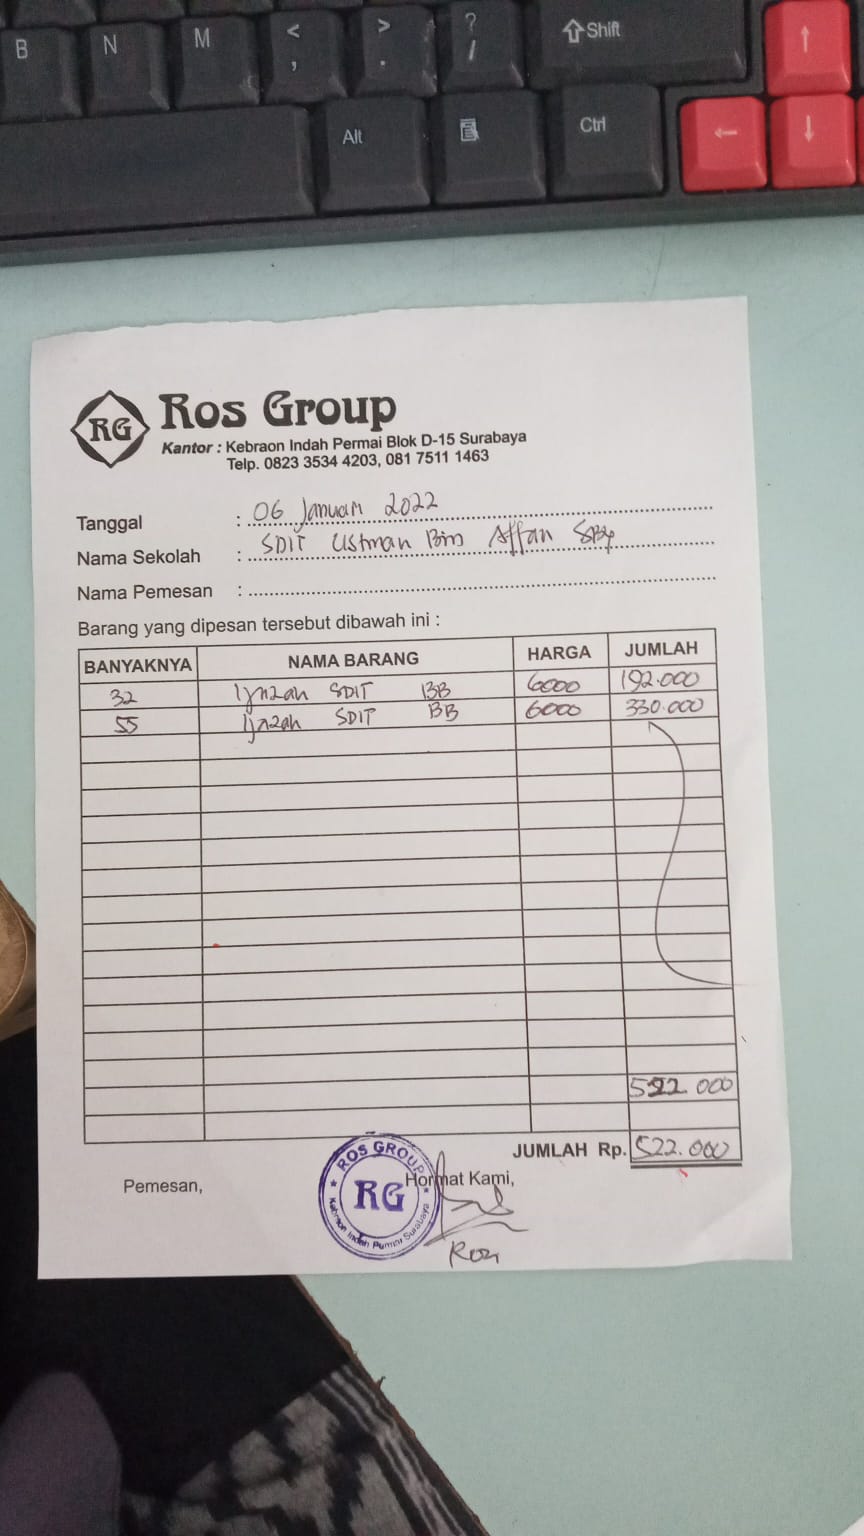 B N M < , > . ? / Shift ↑
Alt Ctrl ← ↓
RG Ros Group
Kantor : Kebraon Indah Permai Blok D-15 Surabaya
Telp. 0823 3534 4203, 081 7511 1463
Tanggal : 06 Januari 2022
Nama Sekolah : SDIT Ustman Bin Affan SBY
Nama Pemesan :
Barang yang dipesan tersebut dibawah ini :
BANYAKNYA NAMA BARANG HARGA JUMLAH
32 Ijazah SDIT BB 6000 192.000
55 Ijazah SDIT BB 6000 330.000
522.000
JUMLAH Rp. 522.000
Pemesan, Hormat Kami,
ROS GROUP
RG
Kebraon Indah Permai Surabaya